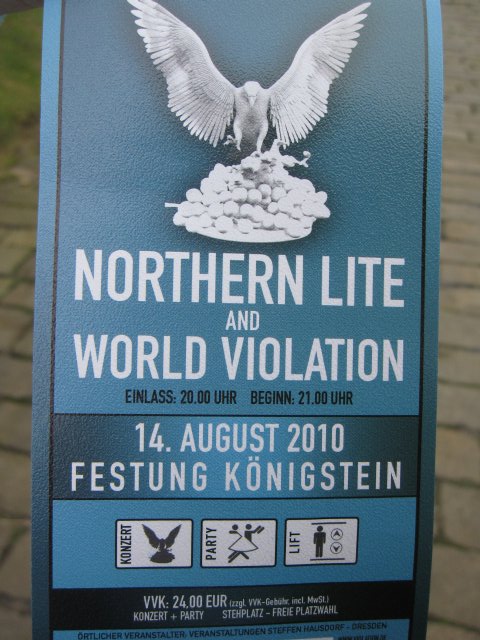 NORTHERN LITE
AND
WORLD VIOLATION
EINLASS: 20.00 UHR BEGINN: 21.00 UHR
14. AUGUST 2010
FESTUNG KÖNIGSTEIN
KONZERT PARTY LIFT
VVK: 24,00 EUR (zzgl. VVK-Gebühr, incl. MwSt.)
KONZERT + PARTY STEHPLATZ - FREIE PLATZWAHL
ÖRTLICHER VERANSTALTER: VERANSTALTUNGEN STEFFEN HAUSDORF - DRESDEN